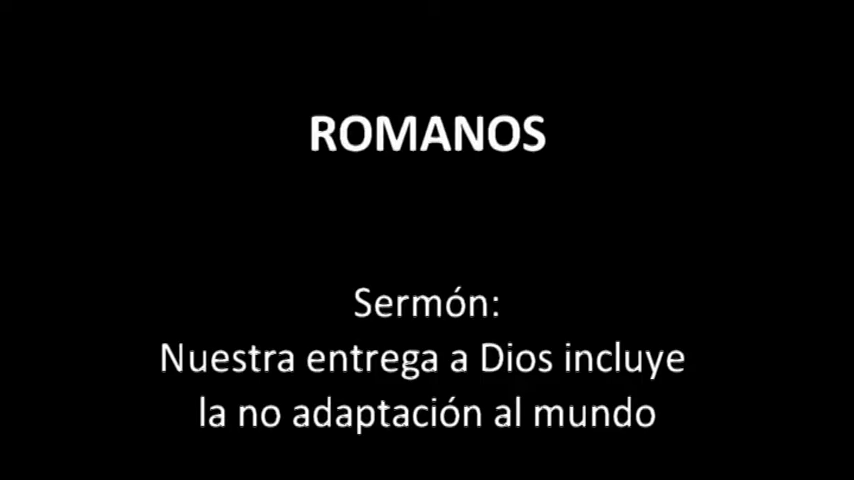 ROMANOS
Sermón:
Nuestra entrega a Dios incluye
la no adaptación al mundo